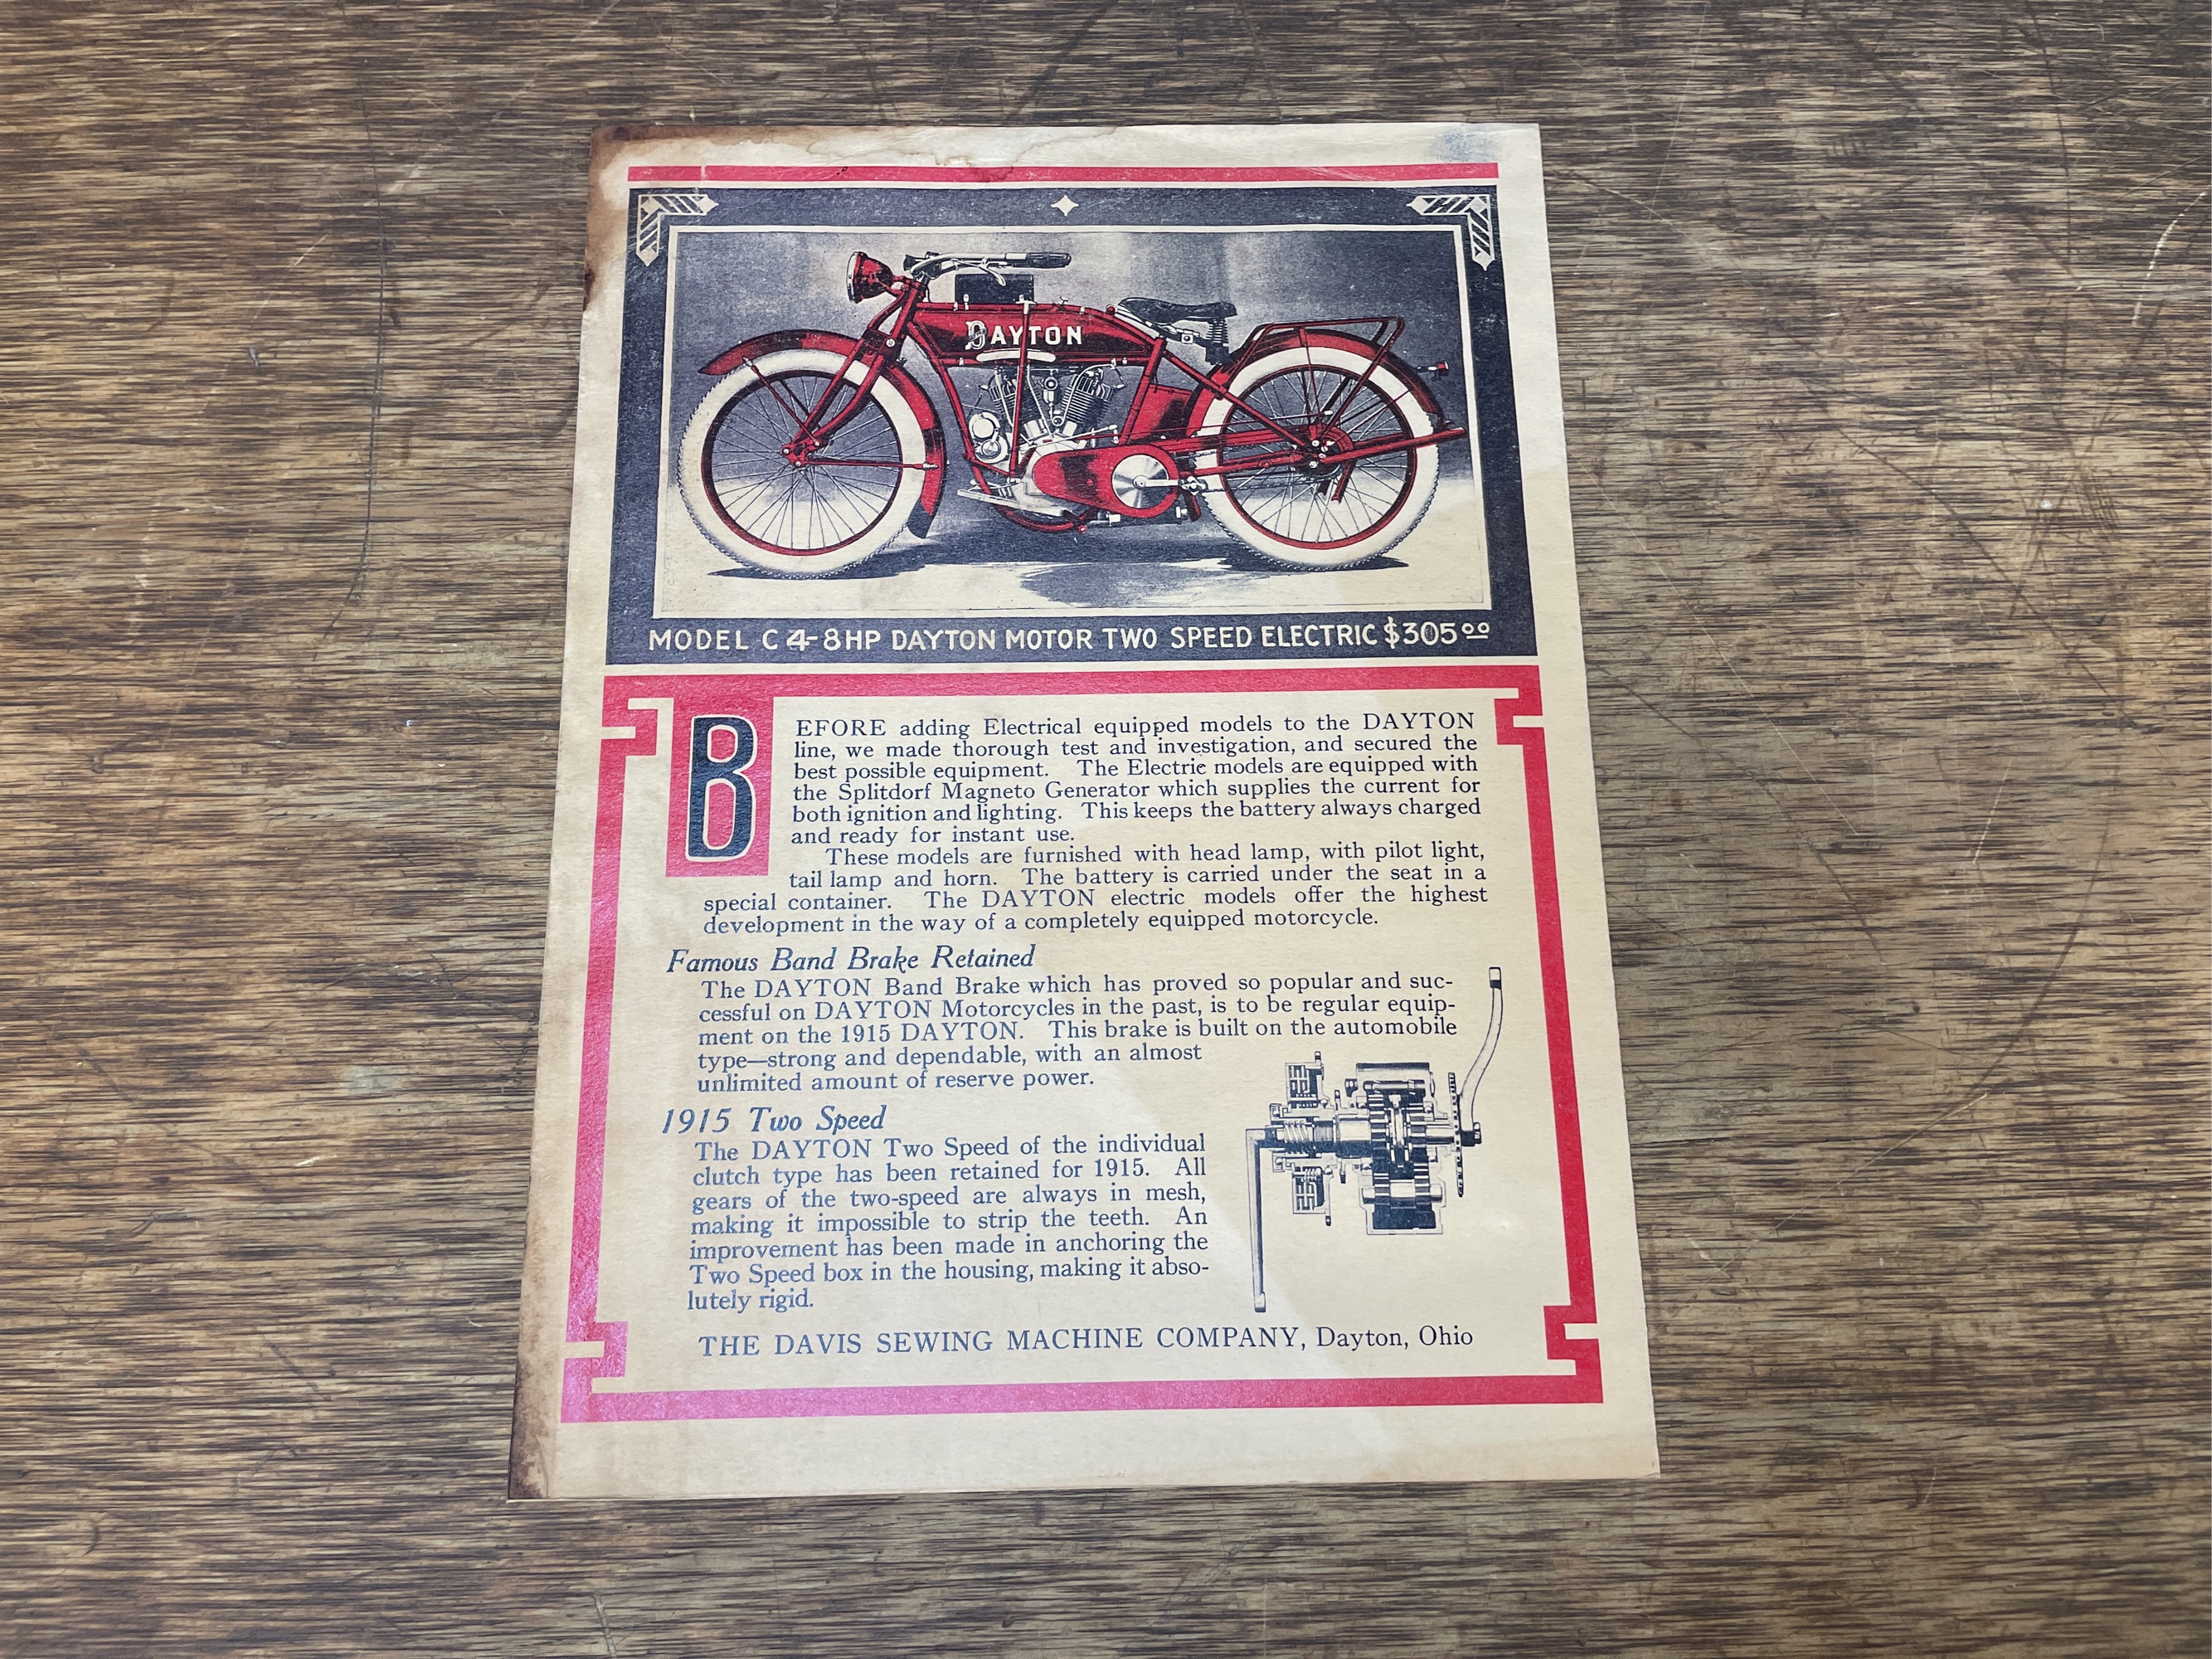 DAYTON
MODEL C 4-8HP DAYTON MOTOR TWO SPEED ELECTRIC $305 00
BEFORE adding Electrical equipped models to the DAYTON
line, we made thorough test and investigation, and secured the
best possible equipment. The Electric models are equipped with
the Splitdorf Magneto Generator which supplies the current for
both ignition and lighting. This keeps the battery always charged
and ready for instant use.
These models are furnished with head lamp, with pilot light,
tail lamp and horn. The battery is carried under the seat in a
special container. The DAYTON electric models offer the highest
development in the way of a completely equipped motorcycle.
Famous Band Brake Retained
The DAYTON Band Brake which has proved so popular and suc-
cessful on DAYTON Motorcycles in the past, is to be regular equip-
ment on the 1915 DAYTON. This brake is built on the automobile
type—strong and dependable, with an almost
unlimited amount of reserve power.
1915 Two Speed
The DAYTON Two Speed of the individual
clutch type has been retained for 1915. All
gears of the two-speed are always in mesh,
making it impossible to strip the teeth. An
improvement has been made in anchoring the
Two Speed box in the housing, making it abso-
lutely rigid.
THE DAVIS SEWING MACHINE COMPANY, Dayton, Ohio